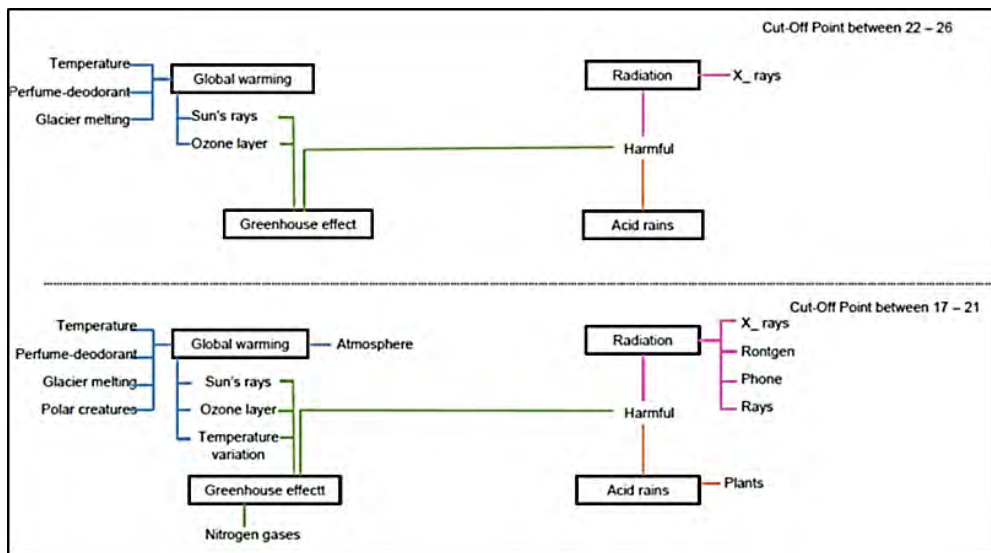 Cut-Off Point between 22 – 26
Temperature
Perfume-deodorant
Glacier melting
Global warming
Sun's rays
Ozone layer
Greenhouse effect
Radiation
X_ rays
Harmful
Acid rains
Cut-Off Point between 17 – 21
Temperature
Perfume-deodorant
Glacier melting
Polar creatures
Global warming
Atmosphere
Sun's rays
Ozone layer
Temperature
variation
Greenhouse effectt
Nitrogen gases
Radiation
X_ rays
Rontgen
Phone
Rays
Harmful
Acid rains
Plants